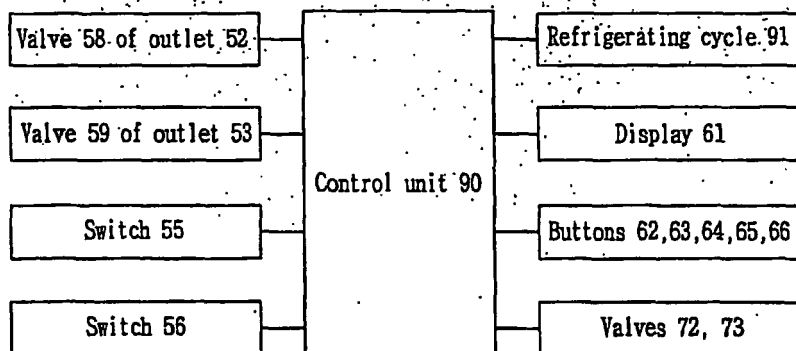 Valve 58 of outlet 52
Valve 59 of outlet 53
Switch 55
Switch 56
Control unit 90
Refrigerating cycle 91
Display 61
Buttons 62,63,64,65,66
Valves 72, 73